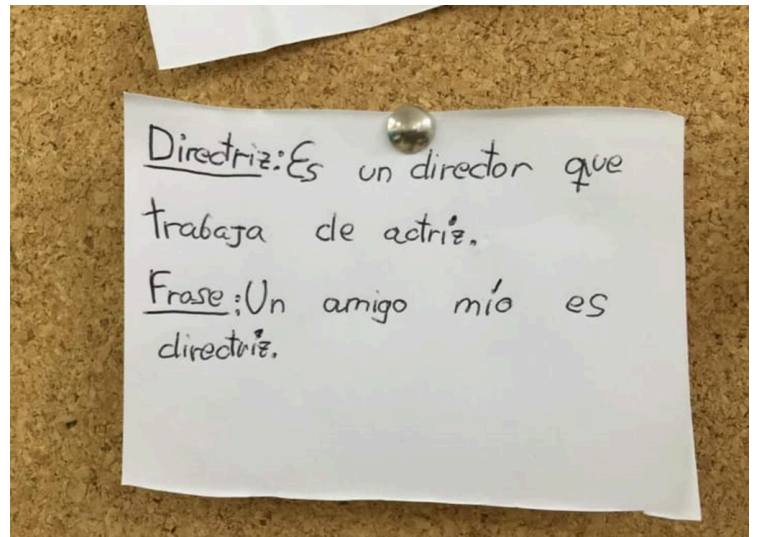 Directriz: Es un director que
trabaja de actriz.
Frase: Un amigo mío es
directriz.